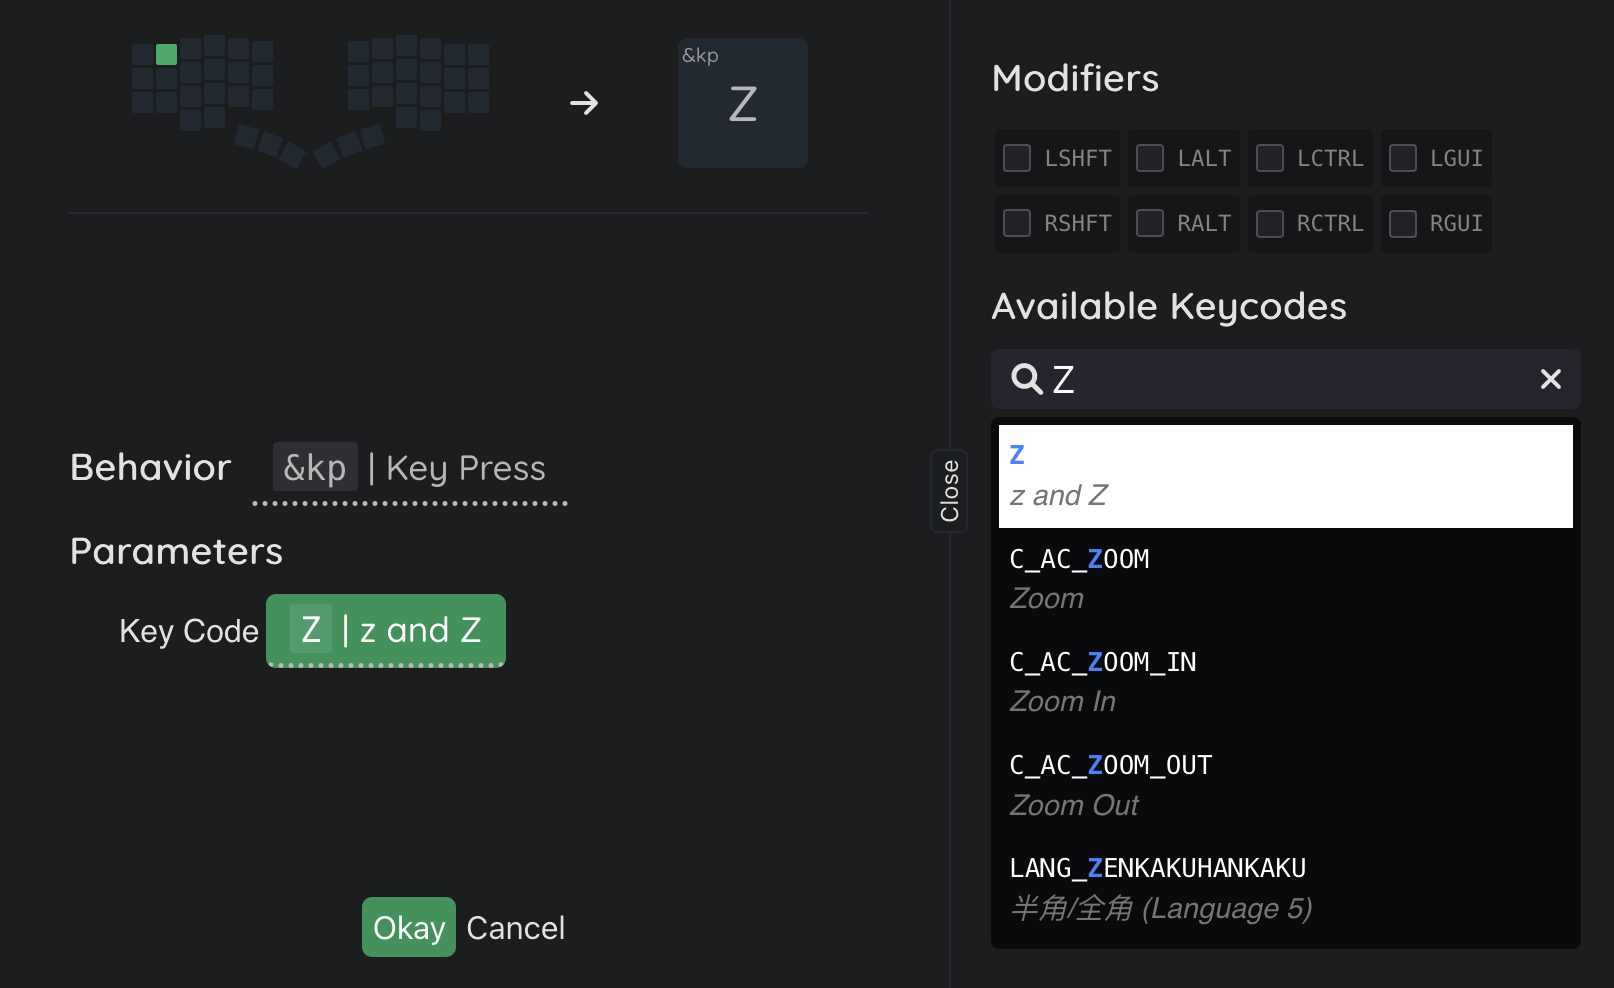 &kp
Z
Behavior &kp | Key Press
Parameters
Key Code Z | z and Z
Okay Cancel
Close
Modifiers
LSHFT LALT LCTRL LGUI
RSHFT RALT RCTRL RGUI
Available Keycodes
Z
Z
z and Z
C_AC_ZOOM
Zoom
C_AC_ZOOM_IN
Zoom In
C_AC_ZOOM_OUT
Zoom Out
LANG_ZENKAKUHANKAKU
半角/全角 (Language 5)